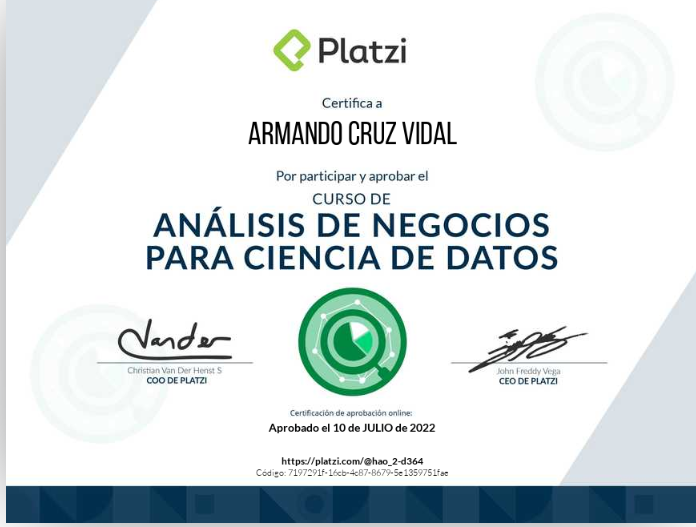 Platzi
Certifica a
ARMANDO CRUZ VIDAL
Por participar y aprobar el
CURSO DE
ANÁLISIS DE NEGOCIOS
PARA CIENCIA DE DATOS
Christian Van Der Henst S
COO DE PLATZI
John Freddy Vega
CEO DE PLATZI
Certificación de aprobación online:
Aprobado el 10 de JULIO de 2022
https://platzi.com/@hao_2-d364
Código: 7197291f-16cb-4c87-8679-5e1359751fae